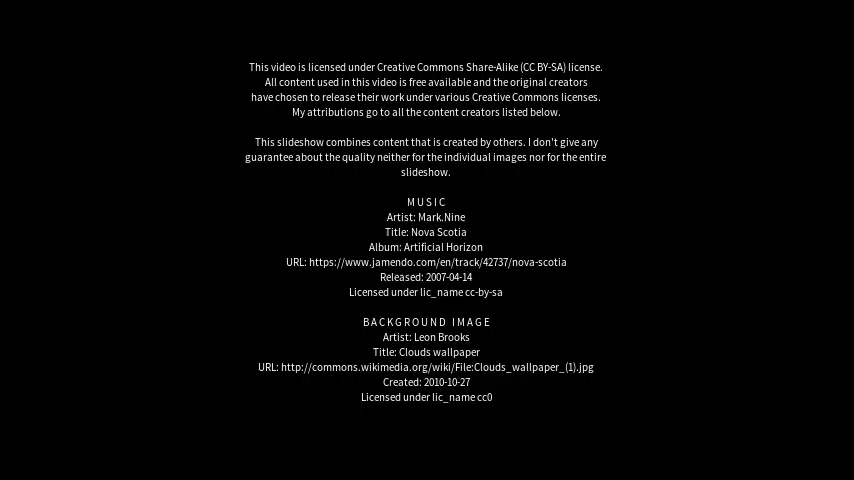 This video is licensed under Creative Commons Share-Alike (CC BY-SA) license.
All content used in this video is free available and the original creators
have chosen to release their work under various Creative Commons licenses.
My attributions go to all the content creators listed below.
This slideshow combines content that is created by others. I don't give any
guarantee about the quality neither for the individual images nor for the entire
slideshow.
MUSIC
Artist: Mark.Nine
Title: Nova Scotia
Album: Artificial Horizon
URL: https://www.jamendo.com/en/track/42737/nova-scotia
Released: 2007-04-14
Licensed under lic_name cc-by-sa
BACKGROUND IMAGE
Artist: Leon Brooks
Title: Clouds wallpaper
URL: http://commons.wikimedia.org/wiki/File:Clouds_wallpaper_(1).jpg
Created: 2010-10-27
Licensed under lic_name cc0